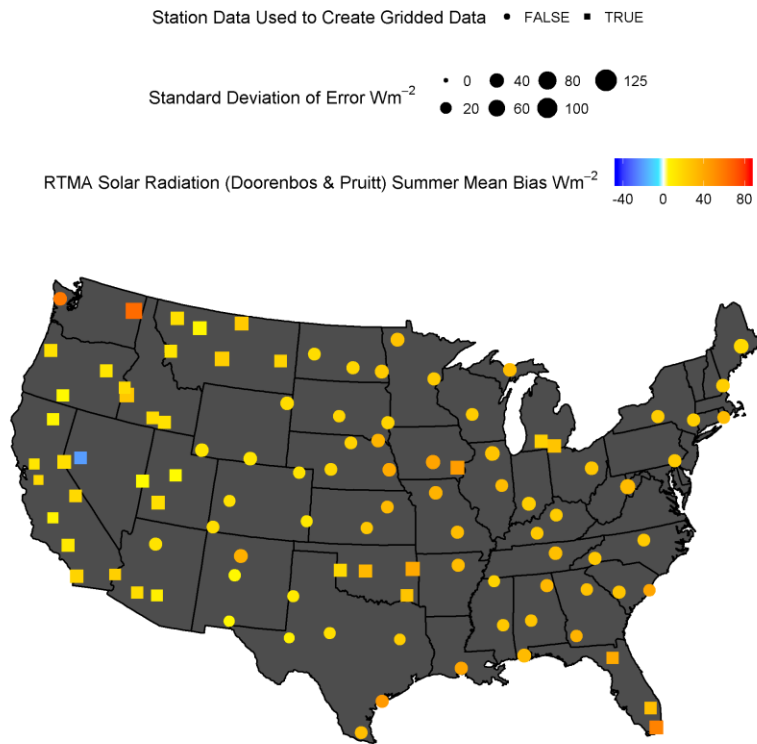 Station Data Used to Create Gridded Data FALSE TRUE
Standard Deviation of Error Wm⁻² 0 40 80 125
20 60 100
RTMA Solar Radiation (Doorenbos & Pruitt) Summer Mean Bias Wm⁻²
-40 0 40 80